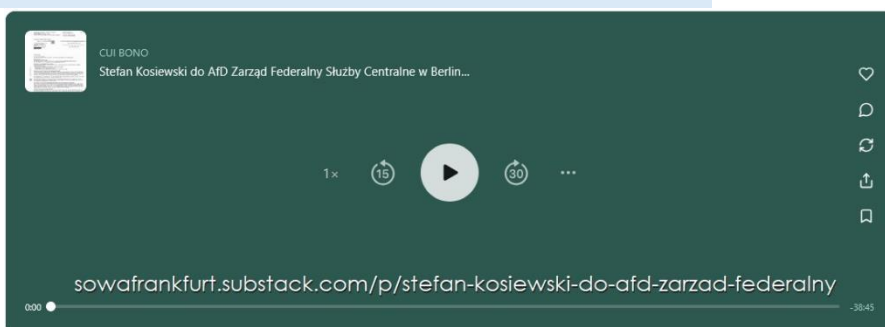 CUI BONO
Stefan Kosiewski do AfD Zarząd Federalny Służby Centralne w Berlin...
1×
15
30
sowafrankfurt.substack.com/p/stefan-kosiewski-do-afd-zarzad-federalny
0:00
-38:45